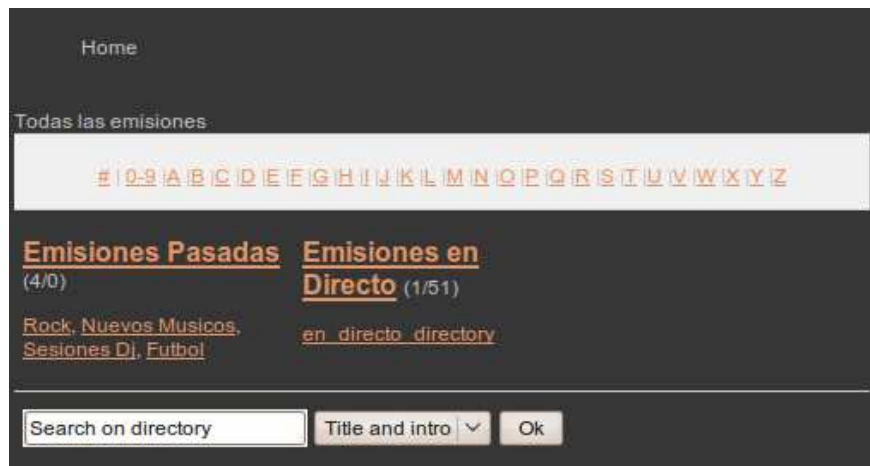 Home
Todas las emisiones
# | 0-9 |A |B |C |D |E |F |G |H |I |J |K |L |M |N |O |P |Q |R |S |T |U |V |W |X |Y |Z
Emisiones Pasadas
(4/0)
Rock, Nuevos Musicos,
Sesiones Dj, Futbol
Emisiones en
Directo (1/51)
en_directo_directory
Search on directory Title and intro Ok